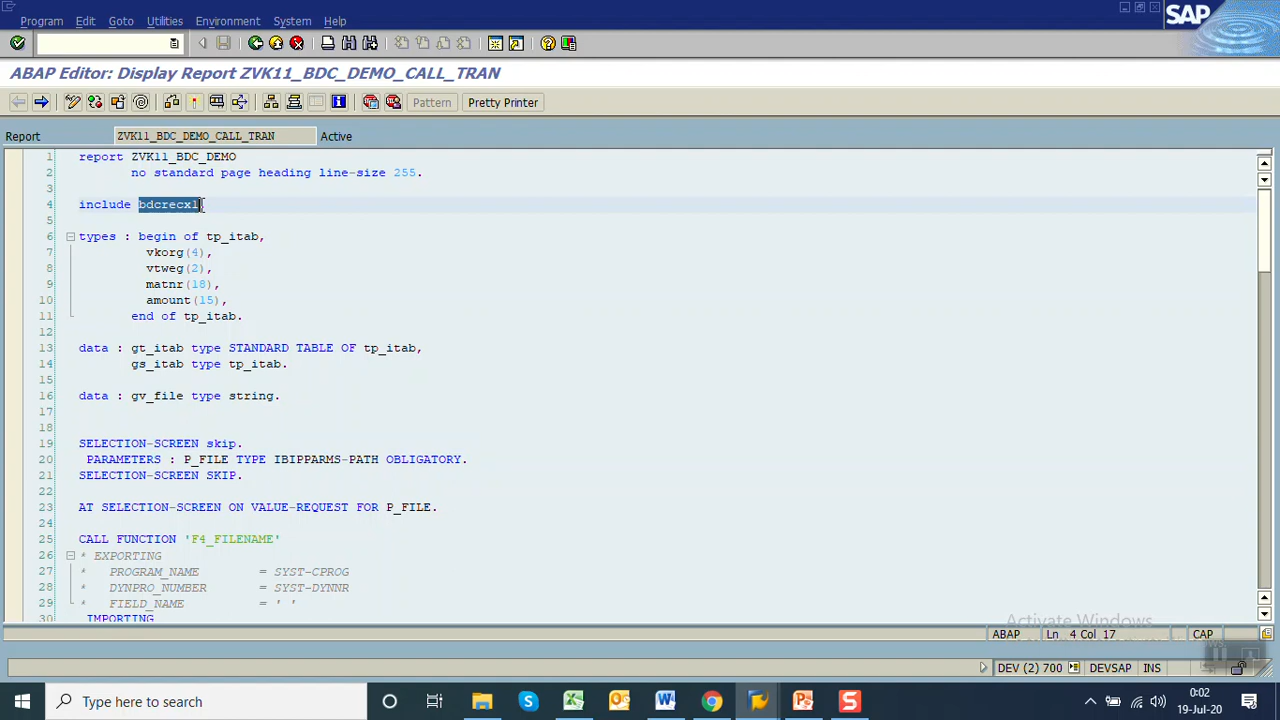 Program Edit Goto Utilities Environment System Help
SAP
ABAP Editor: Display Report ZVK11_BDC_DEMO_CALL_TRAN
Pattern Pretty Printer
Report ZVK11_BDC_DEMO_CALL_TRAN Active
1 report ZVK11_BDC_DEMO
2 no standard page heading line-size 255.
3
4 include bdcrecx1
5
6 types : begin of tp_itab,
7 vkorg(4),
8 vtweg(2),
9 matnr(18),
10 amount(15),
11 end of tp_itab.
12
13 data : gt_itab type STANDARD TABLE OF tp_itab,
14 gs_itab type tp_itab.
15
16 data : gv_file type string.
17
18
19 SELECTION-SCREEN skip.
20 PARAMETERS : P_FILE TYPE IBIPPARMS-PATH OBLIGATORY.
21 SELECTION-SCREEN SKIP.
22
23 AT SELECTION-SCREEN ON VALUE-REQUEST FOR P_FILE.
24
25 CALL FUNCTION 'F4_FILENAME'
26 * EXPORTING
27 * PROGRAM_NAME = SYST-CPROG
28 * DYNPRO_NUMBER = SYST-DYNNR
29 * FIELD_NAME = ' '
30 IMPORTING
Activate Windows
ABAP Ln 4 Col 17 CAP
DEV (2) 700 DEVSAP INS
Type here to search
0:02
19-Jul-20